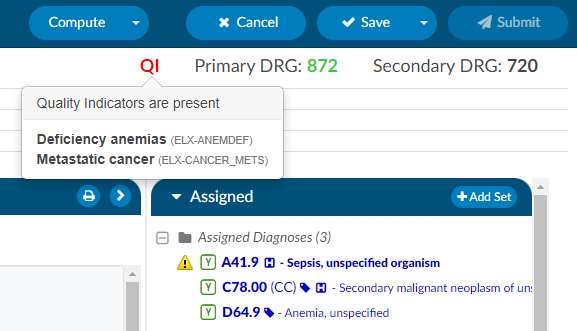 Compute
Cancel
Save
Submit
QI
Primary DRG: 872
Secondary DRG: 720
Quality Indicators are present
Deficiency anemias (ELX-ANEMDEF)
Metastatic cancer (ELX-CANCER_METS)
Assigned
+Add Set
Assigned Diagnoses (3)
Y A41.9 H - Sepsis, unspecified organism
Y C78.00 (CC) H - Secondary malignant neoplasm of uns
Y D64.9 - Anemia, unspecified